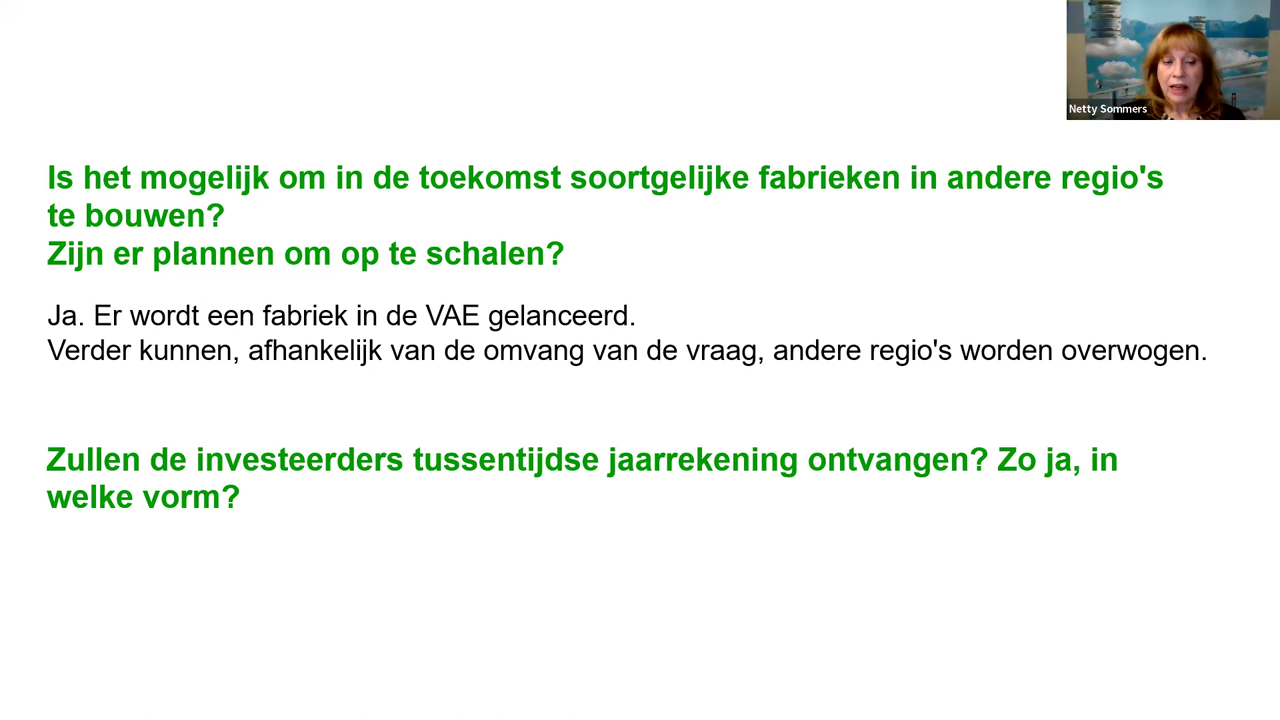 Netty Sommers
Is het mogelijk om in de toekomst soortgelijke fabrieken in andere regio's
te bouwen?
Zijn er plannen om op te schalen?
Ja. Er wordt een fabriek in de VAE gelanceerd.
Verder kunnen, afhankelijk van de omvang van de vraag, andere regio's worden overwogen.
Zullen de investeerders tussentijdse jaarrekening ontvangen? Zo ja, in
welke vorm?